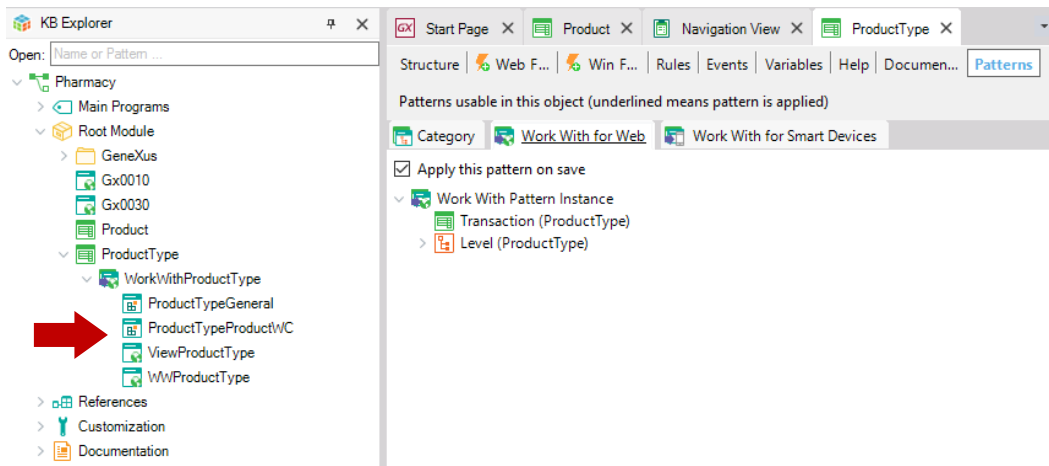 KB Explorer
Open: Name or Pattern ...
Pharmacy
Main Programs
Root Module
GeneXus
Gx0010
Gx0030
Product
ProductType
WorkWithProductType
ProductTypeGeneral
ProductTypeProductWC
ViewProductType
WWProductType
References
Customization
Documentation
GX Start Page Product Navigation View ProductType
Structure Web F... Win F... Rules Events Variables Help Documen... Patterns
Patterns usable in this object (underlined means pattern is applied)
Category Work With for Web Work With for Smart Devices
Apply this pattern on save
Work With Pattern Instance
Transaction (ProductType)
Level (ProductType)